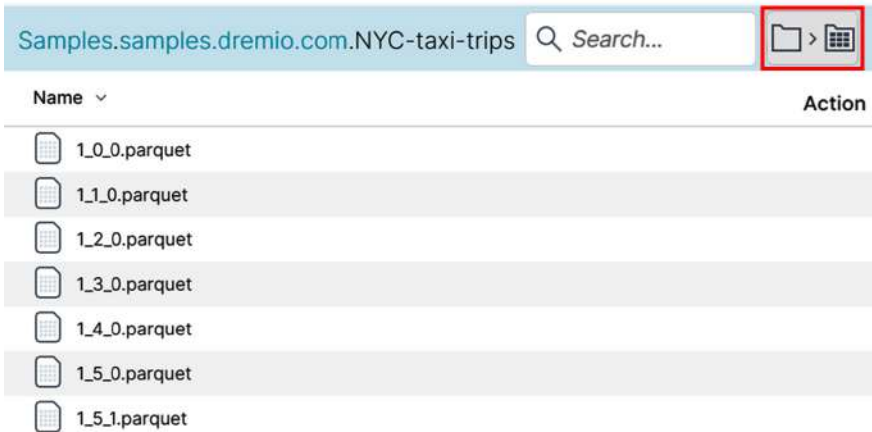 Samples.samples.dremio.com.NYC-taxi-trips Search...
Name Action
1_0_0.parquet
1_1_0.parquet
1_2_0.parquet
1_3_0.parquet
1_4_0.parquet
1_5_0.parquet
1_5_1.parquet